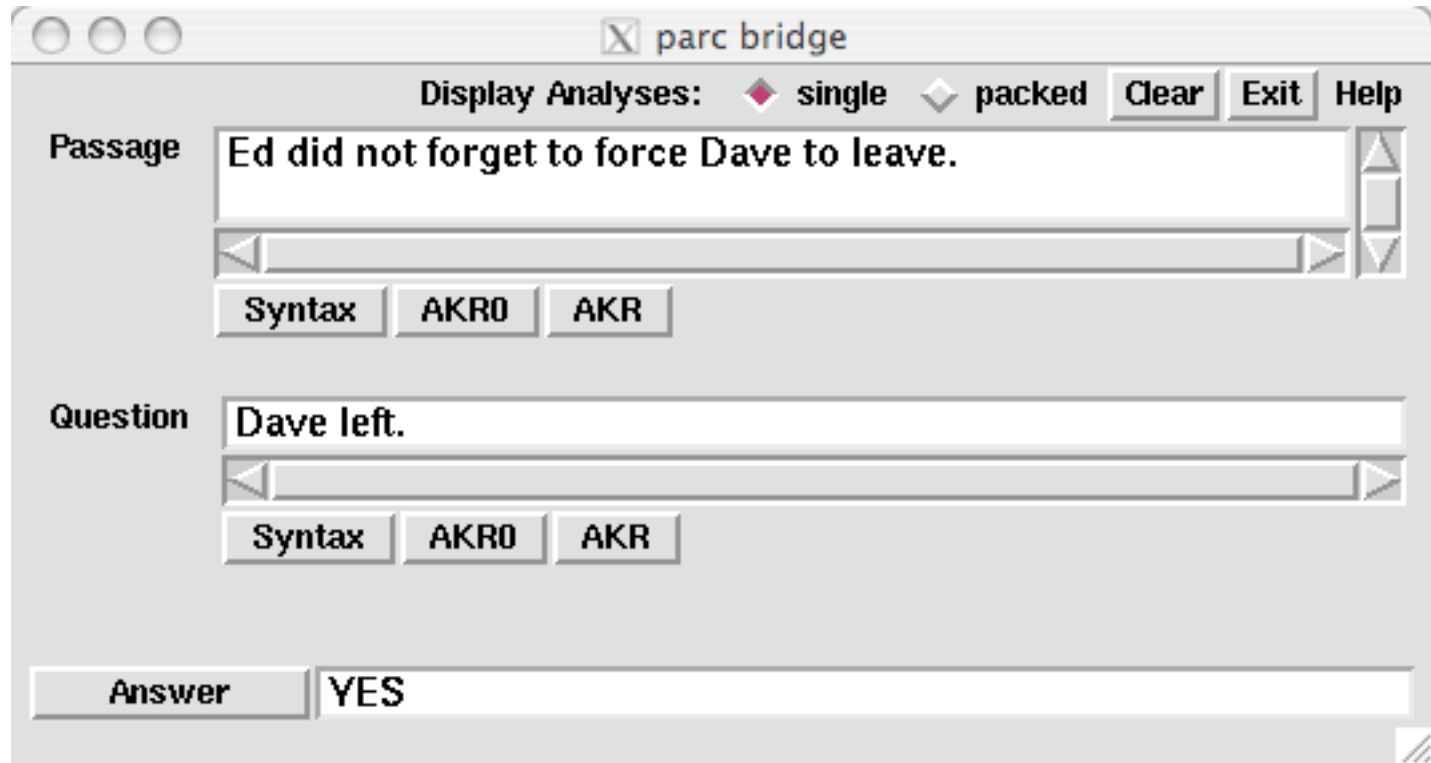 X parc bridge
Display Analyses: single packed Clear Exit Help
Passage Ed did not forget to force Dave to leave.
Syntax AKR0 AKR
Question Dave left.
Syntax AKR0 AKR
Answer YES